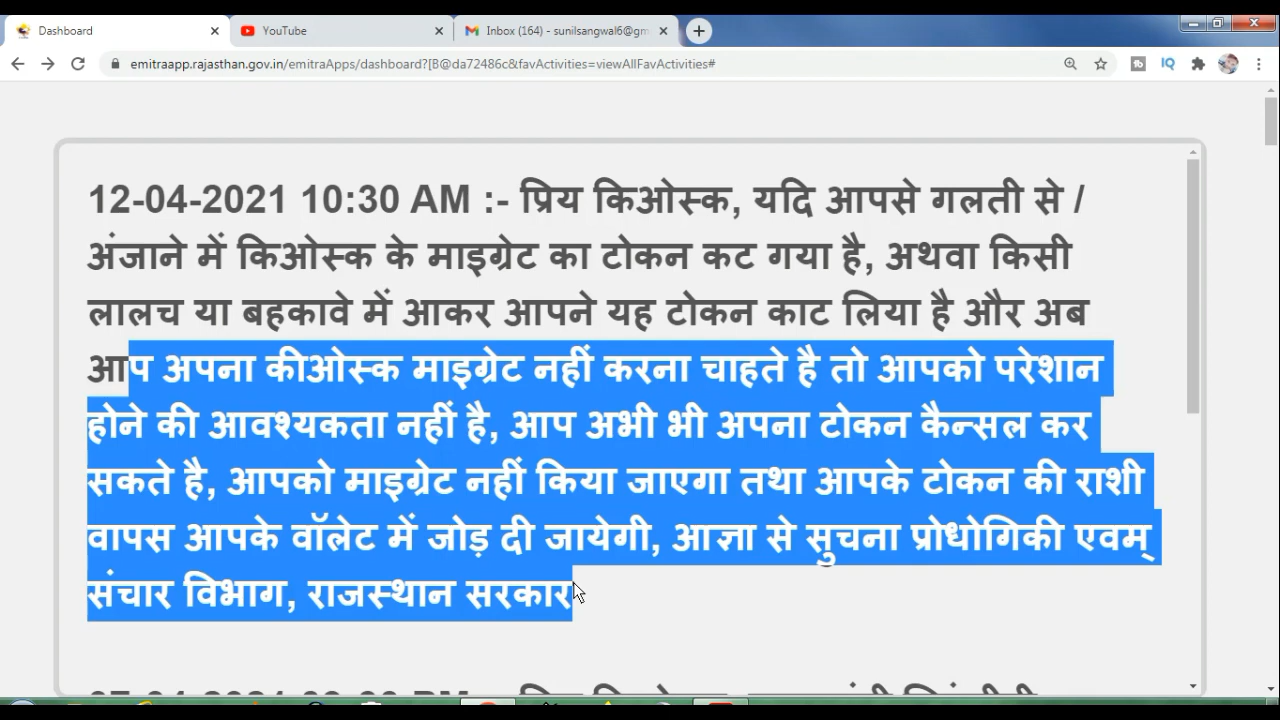 Dashboard
YouTube
Inbox (164) - sunilsangwal6@gm
emitraapp.rajasthan.gov.in/emitraApps/dashboard?[B@da72486c&favActivities=viewAllFavActivities#
IQ
12-04-2021 10:30 AM :- प्रिय किओस्क, यदि आपसे गलती से /
अंजाने में किओस्क के माइग्रेट का टोकन कट गया है, अथवा किसी
लालच या बहकावे में आकर आपने यह टोकन काट लिया है और अब
आप अपना कीओस्क माइग्रेट नहीं करना चाहते है तो आपको परेशान
होने की आवश्यकता नहीं है, आप अभी भी अपना टोकन कैन्सल कर
सकते है, आपको माइग्रेट नहीं किया जाएगा तथा आपके टोकन की राशी
वापस आपके वॉलेट में जोड़ दी जायेगी, आज्ञा से सुचना प्रोधोगिकी एवम्
संचार विभाग, राजस्थान सरकार